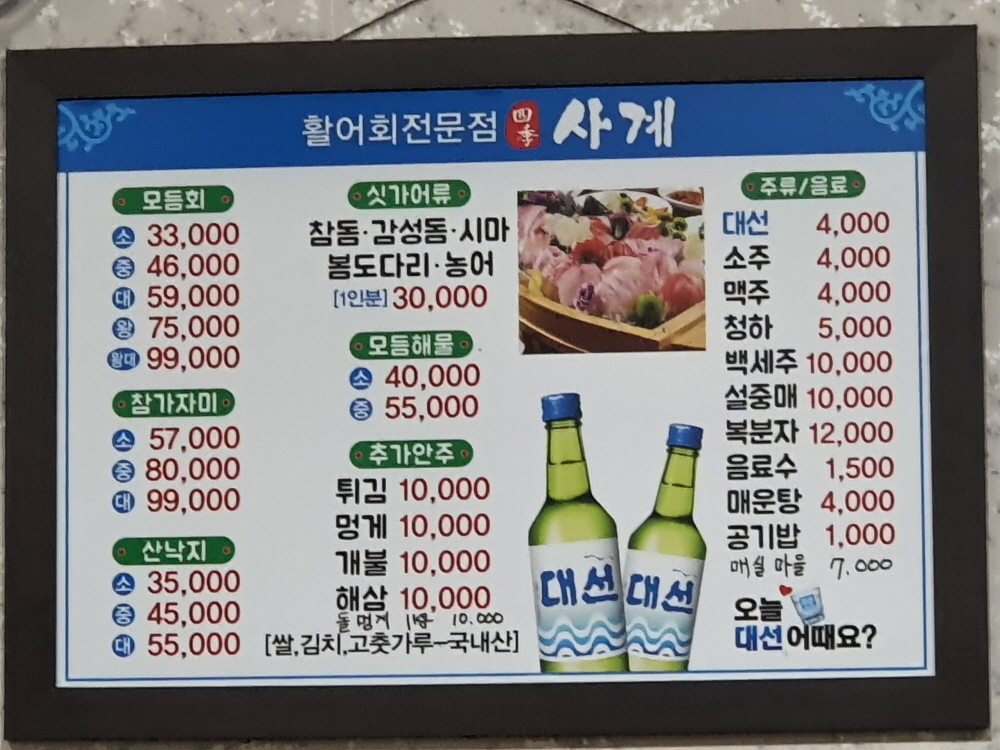 활어회전문점 四季 사계
모듬회
소 33,000
중 46,000
대 59,000
왕 75,000
왕대 99,000
참가자미
소 57,000
중 80,000
대 99,000
산낙지
소 35,000
중 45,000
대 55,000
싯가어류
참돔·감성돔·시마
봄도다리·농어
[1인분] 30,000
모듬해물
소 40,000
중 55,000
추가안주
튀김 10,000
멍게 10,000
개불 10,000
해삼 10,000
돌멍게 10.000
[쌀,김치,고춧가루-국내산]
대선
대선
주류/음료
대선 4,000
소주 4,000
맥주 4,000
청하 5,000
백세주 10,000
설중매 10,000
복분자 12,000
음료수 1,500
매운탕 4,000
공기밥 1,000
매실 마을 7.000
오늘
대선 어때요?